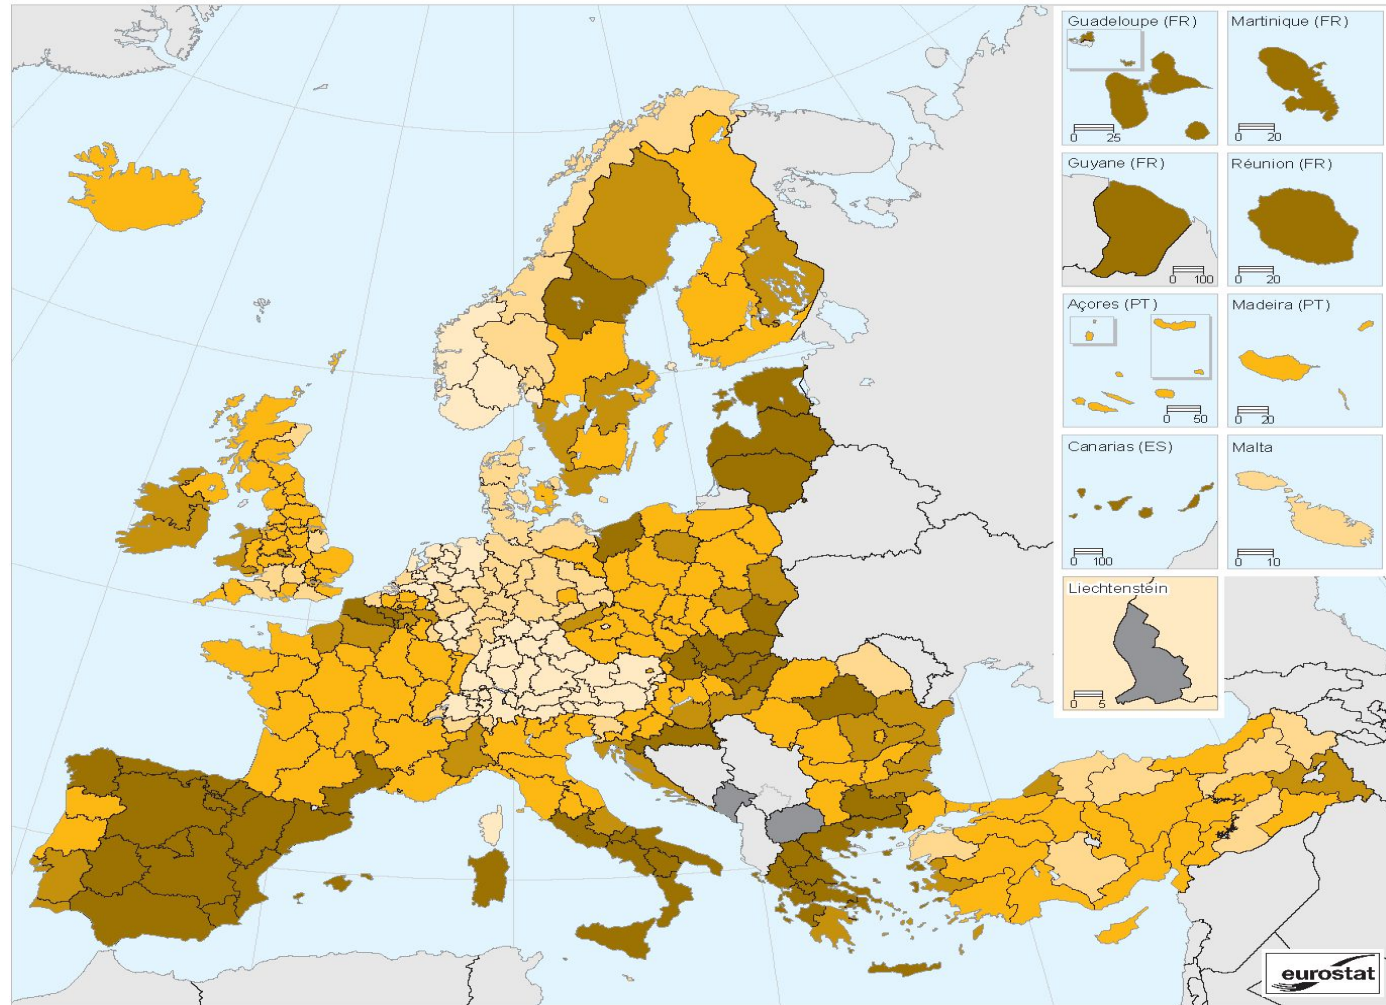 Guadeloupe (FR)
0 25
Martinique (FR)
0 20
Guyane (FR)
0 100
Réunion (FR)
0 20
Açores (PT)
0 50
Madeira (PT)
0 20
Canarias (ES)
0 100
Malta
0 10
Liechtenstein
0 5
eurostat